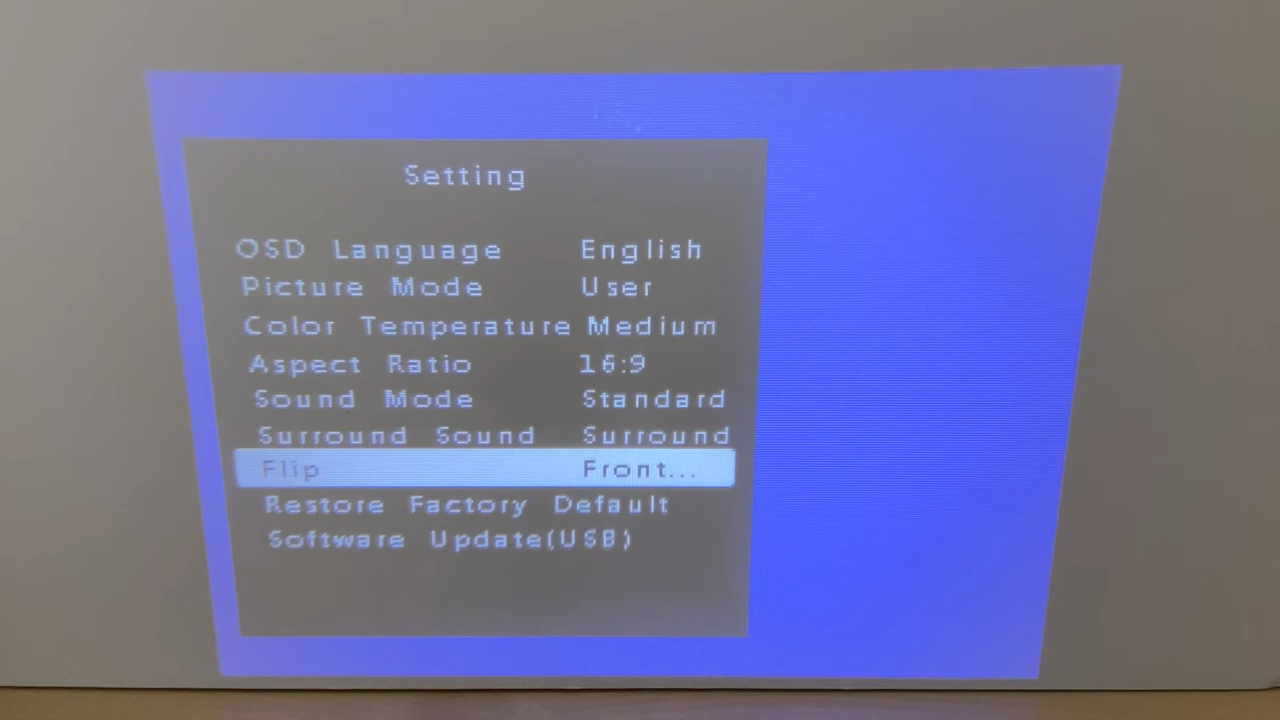 Setting
OSD Language English
Picture Mode User
Color Temperature Medium
Aspect Ratio 16:9
Sound Mode Standard
Surround Sound Surround
Flip Front...
Restore Factory Default
Software Update(USB)